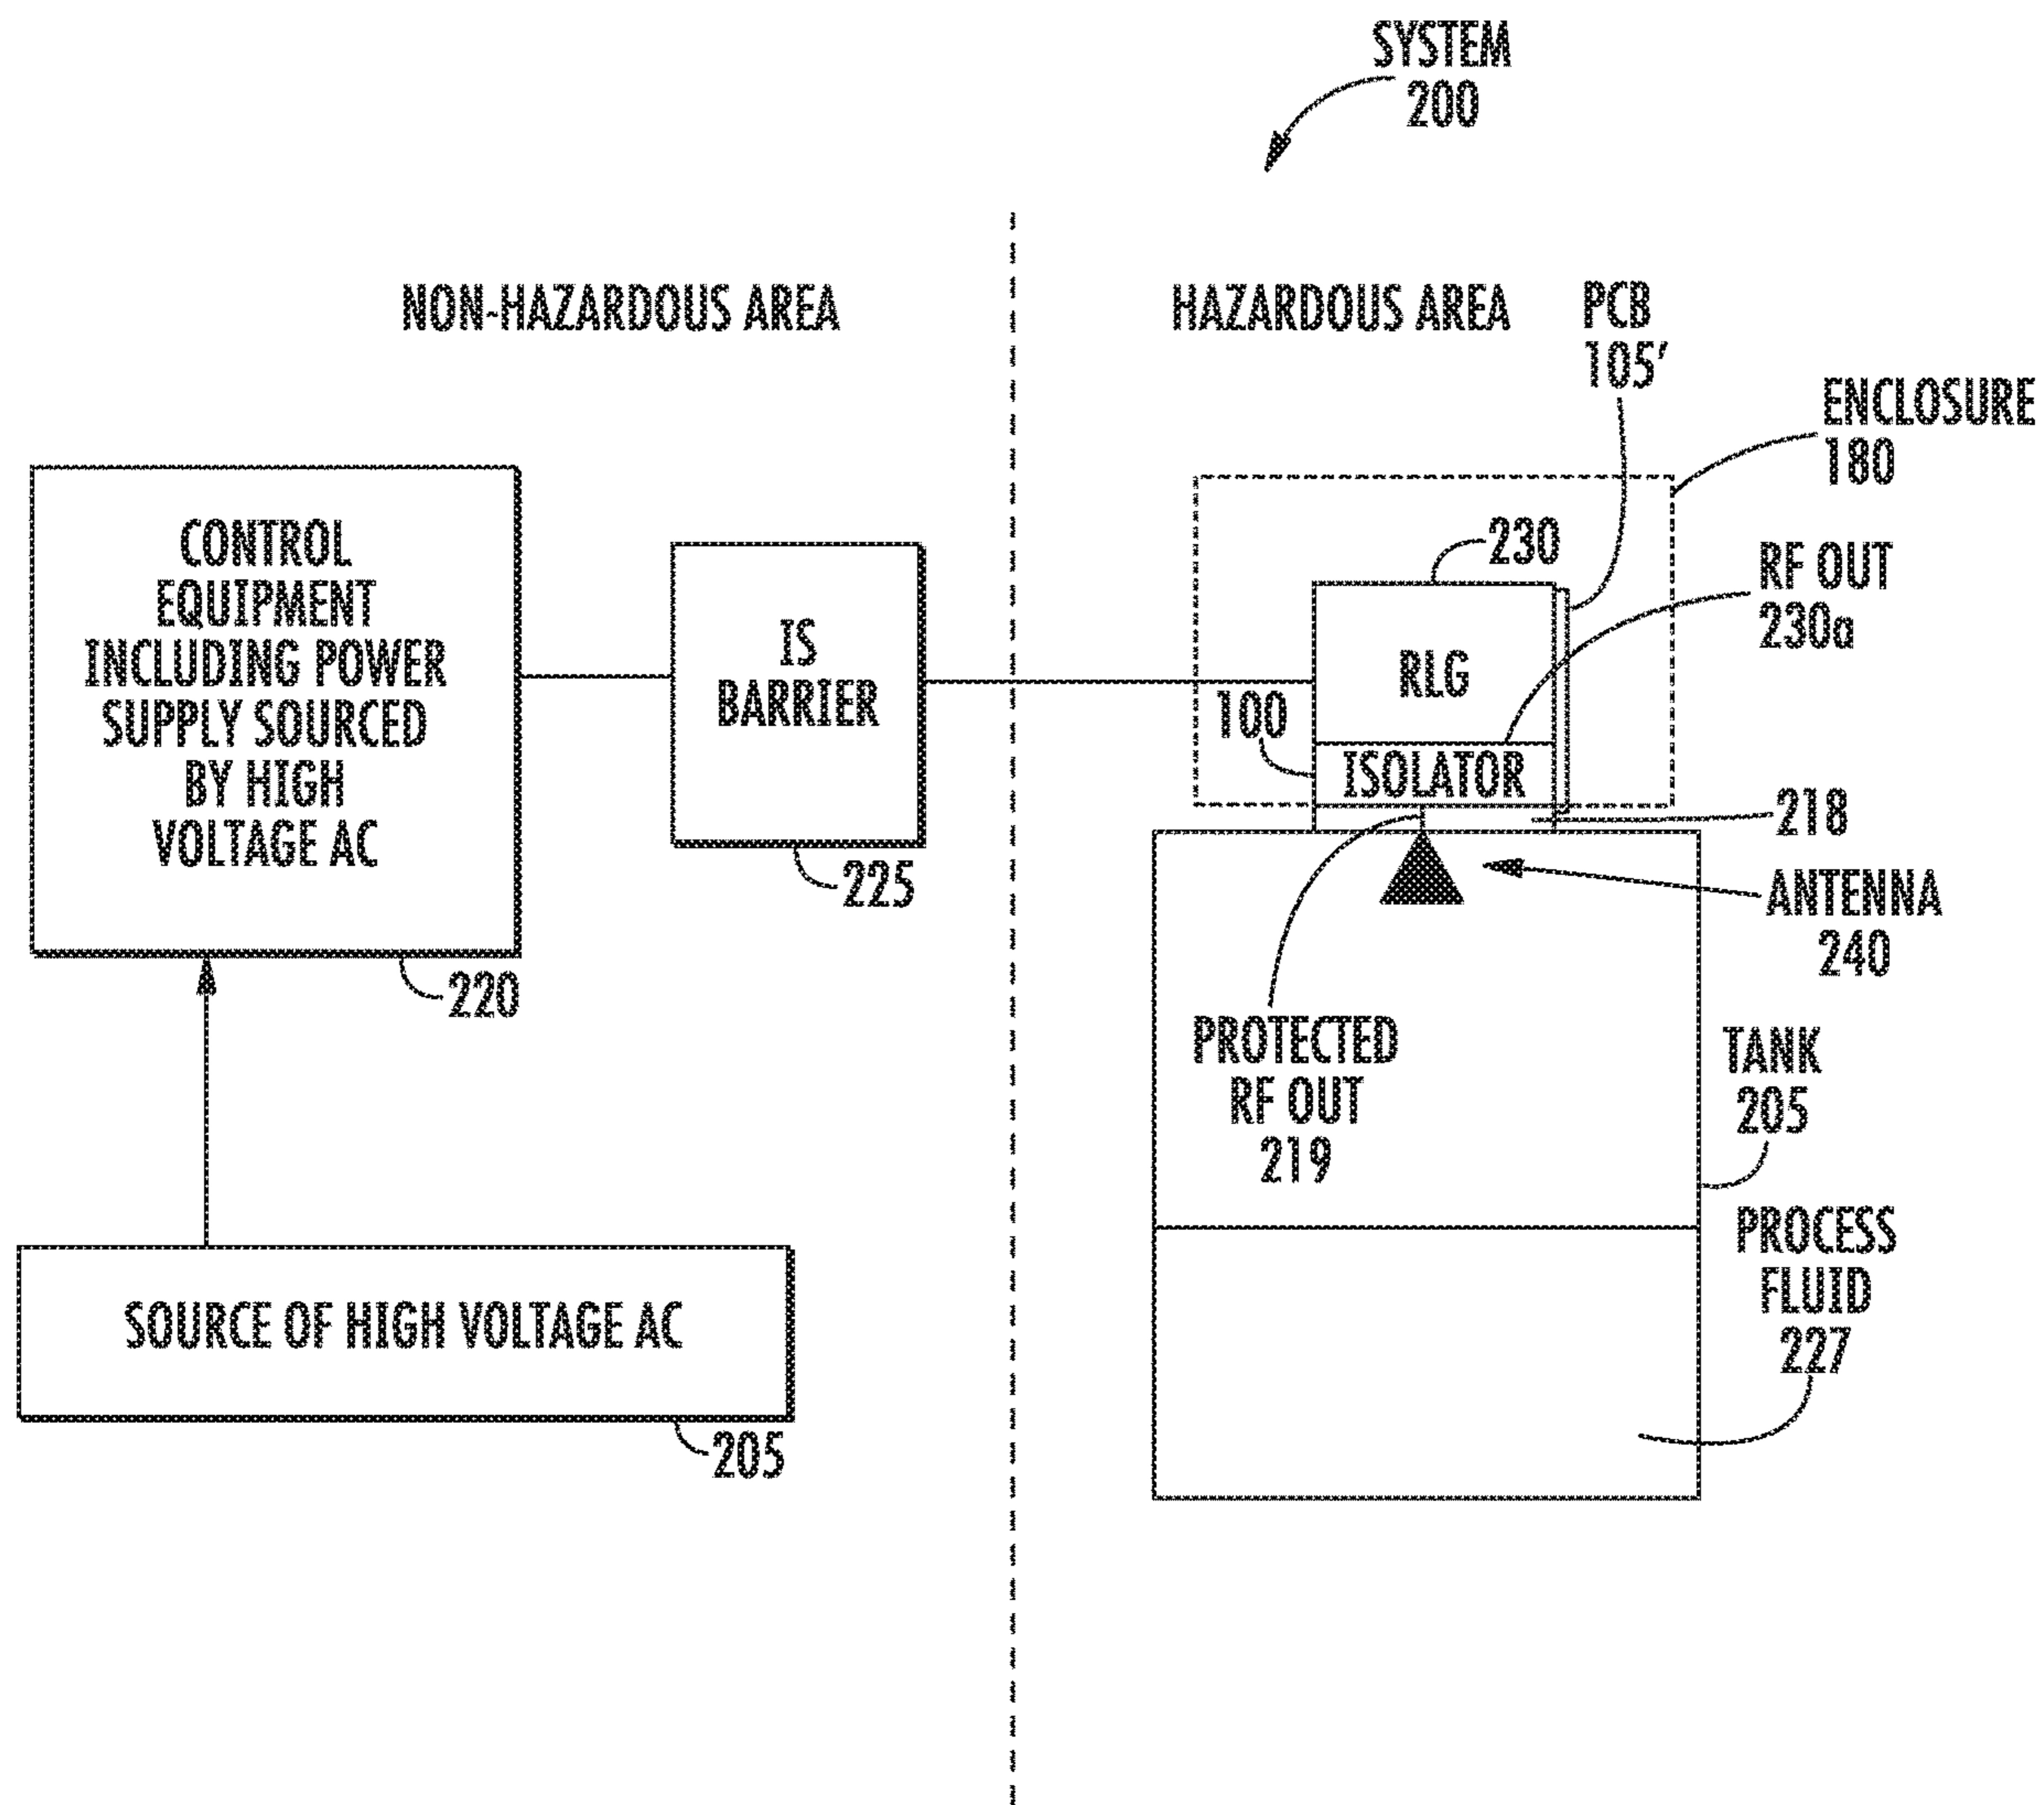 SYSTEM
200
NON-HAZARDOUS AREA
HAZARDOUS AREA
PCB
105'
ENCLOSURE
180
CONTROL
EQUIPMENT
INCLUDING POWER
SUPPLY SOURCED
BY HIGH
VOLTAGE AC
220
IS
BARRIER
225
230
RF OUT
230a
RLG
100
ISOLATOR
218
ANTENNA
240
PROTECTED
RF OUT
219
TANK
205
PROCESS
FLUID
227
SOURCE OF HIGH VOLTAGE AC
205